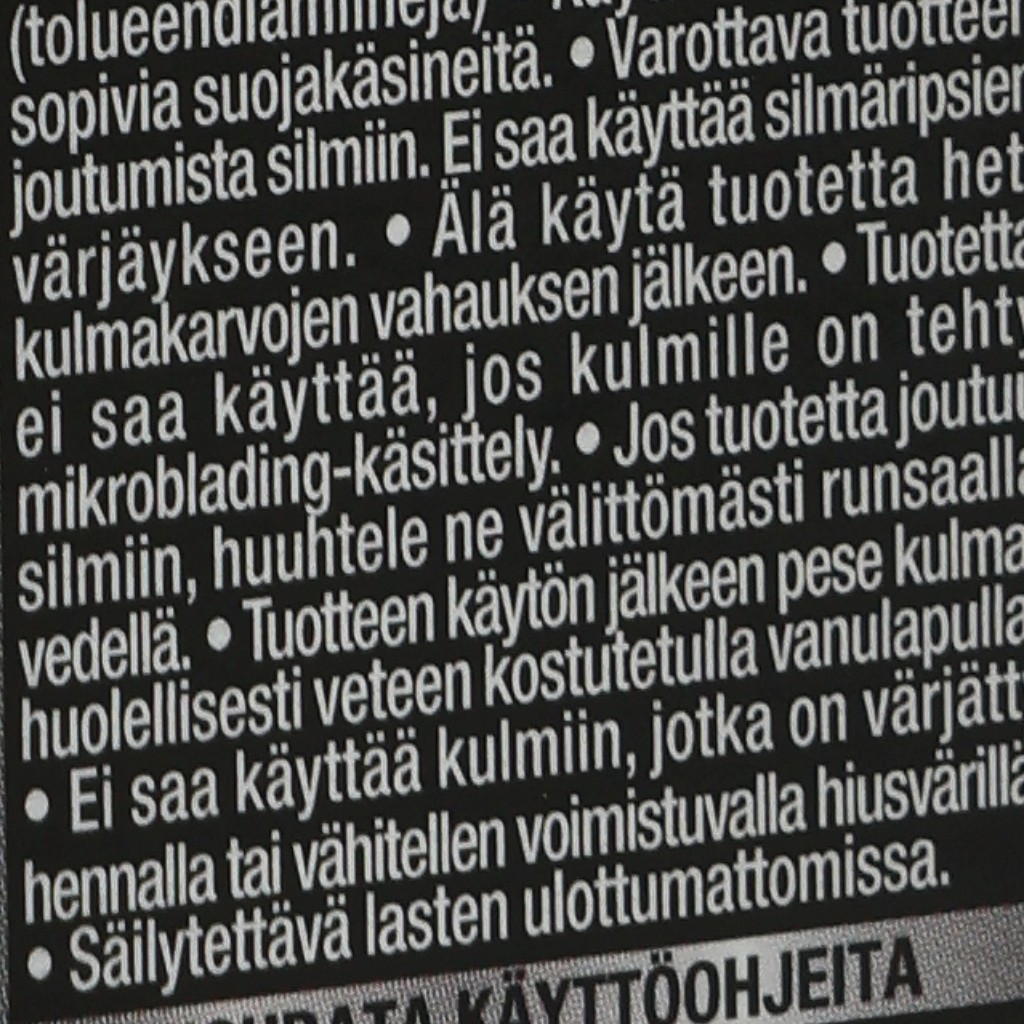 (tolueendiamiineja)
sopivia suojakäsineitä. • Varottava tuotteen
joutumista silmiin. Ei saa käyttää silmäripsien
värjäykseen. • Älä käytä tuotetta het
kulmakarvojen vahauksen jälkeen. • Tuotetta
ei saa käyttää, jos kulmille on tehty
mikroblading-käsittely. • Jos tuotetta joutuu
silmiin, huuhtele ne välittömästi runsaalla
vedellä. • Tuotteen käytön jälkeen pese kulma
huolellisesti veteen kostutetulla vanulapulla
• Ei saa käyttää kulmiin, jotka on värjätty
hennalla tai vähitellen voimistuvalla hiusvärillä
• Säilytettävä lasten ulottumattomissa.
KÄYTTÖOHJEITA